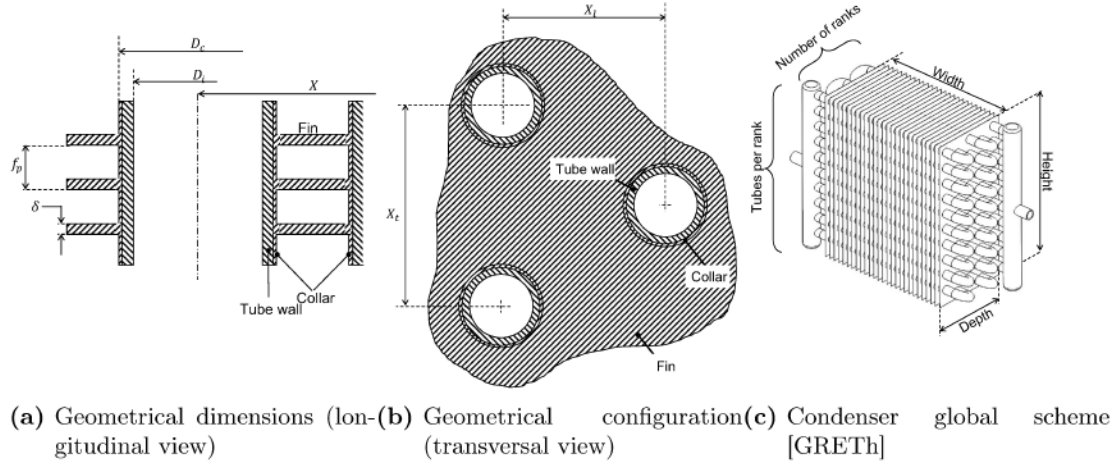 D_c
D_i
X
Fin
f_p
δ
Collar
Tube wall
X_l
X_t
Tube wall
Collar
Fin
Number of ranks
Width
Tubes per rank
Height
Depth
(a) Geometrical dimensions (lon-
gitudinal view)
(b) Geometrical configuration
(transversal view)
(c) Condenser global scheme
[GRETh]